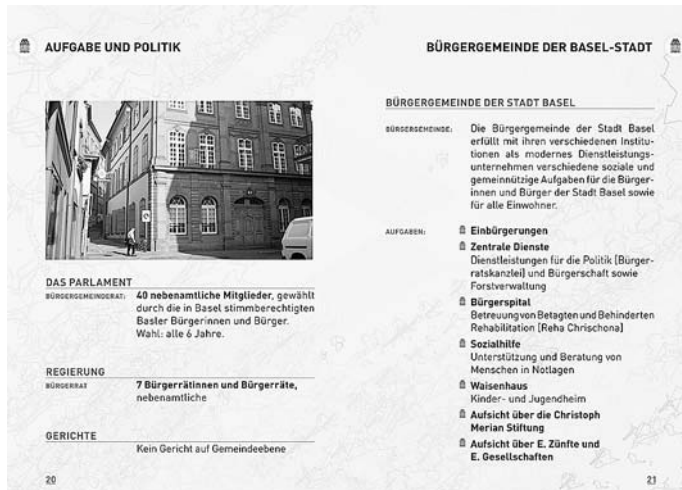 AUFGABE UND POLITIK
DAS PARLAMENT
BÜRGERGEMEINDERAT: 40 nebenamtliche Mitglieder, gewählt
durch die in Basel stimmberechtigten
Basler Bürgerinnen und Bürger.
Wahl: alle 6 Jahre.
REGIERUNG
BÜRGERRAT 7 Bürgerrätinnen und Bürgerräte,
nebenamtliche
GERICHTE
Kein Gericht auf Gemeindeebene
20
BÜRGERGEMEINDE DER BASEL-STADT
BÜRGERGEMEINDE DER STADT BASEL
BÜRGERGEMEINDE: Die Bürgergemeinde der Stadt Basel
erfüllt mit ihren verschiedenen Institu-
tionen als modernes Dienstleistungs-
unternehmen verschiedene soziale und
gemeinnützige Aufgaben für die Bürger-
innen und Bürger der Stadt Basel sowie
für alle Einwohner.
AUFGABEN: Einbürgerungen
Zentrale Dienste
Dienstleistungen für die Politik (Bürger-
ratskanzlei) und Bürgerschaft sowie
Forstverwaltung
Bürgerspital
Betreuung von Betagten und Behinderten
Rehabilitation (Reha Chrischona)
Sozialhilfe
Unterstützung und Beratung von
Menschen in Notlagen
Waisenhaus
Kinder- und Jugendheim
Aufsicht über die Christoph
Merian Stiftung
Aufsicht über E. Zünfte und
E. Gesellschaften
21